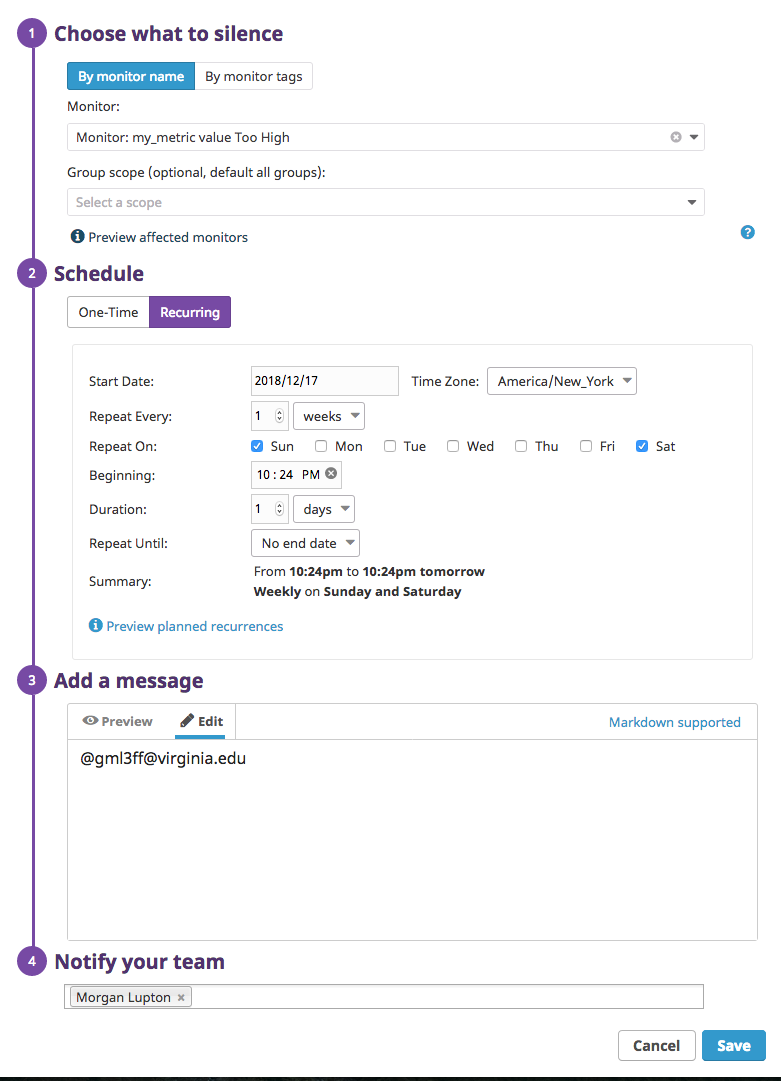 1 Choose what to silence
By monitor name By monitor tags
Monitor:
Monitor: my_metric value Too High
Group scope (optional, default all groups):
Select a scope
Preview affected monitors
2 Schedule
One-Time Recurring
Start Date: 2018/12/17 Time Zone: America/New_York
Repeat Every: 1 weeks
Repeat On: Sun Mon Tue Wed Thu Fri Sat
Beginning: 10 : 24 PM
Duration: 1 days
Repeat Until: No end date
Summary: From 10:24pm to 10:24pm tomorrow
Weekly on Sunday and Saturday
Preview planned recurrences
3 Add a message
Preview Edit Markdown supported
@gml3ff@virginia.edu
4 Notify your team
Morgan Lupton ×
Cancel Save